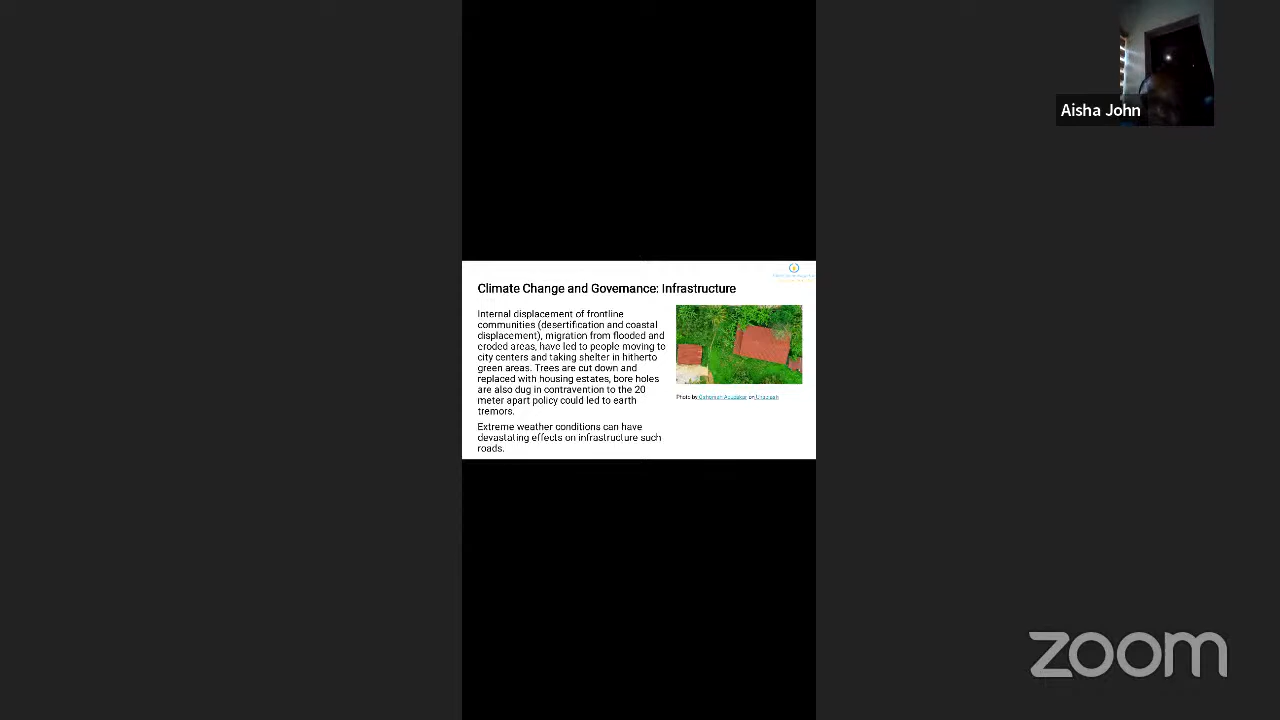 Aisha John
Climate Change and Governance: Infrastructure
Internal displacement of frontline
communities (desertification and coastal
displacement), migration from flooded and
eroded areas, have led to people moving to
city centers and taking shelter in hitherto
green areas. Trees are cut down and
replaced with housing estates, bore holes
are also dug in contravention to the 20
meter apart policy could led to earth
tremors.
Extreme weather conditions can have
devastating effects on infrastructure such
roads.
Photo by on Unsplash
zoom